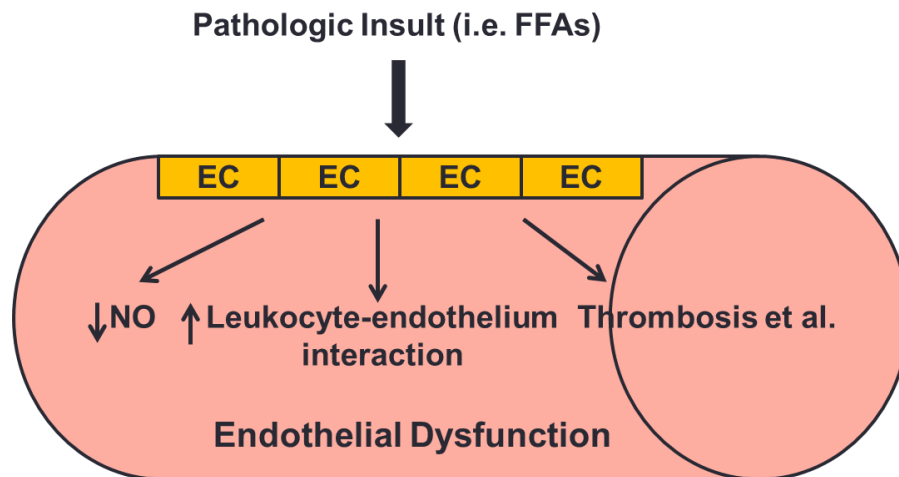 Pathologic Insult (i.e. FFAs)
EC EC EC EC
↓NO ↑Leukocyte-endothelium interaction Thrombosis et al.
Endothelial Dysfunction